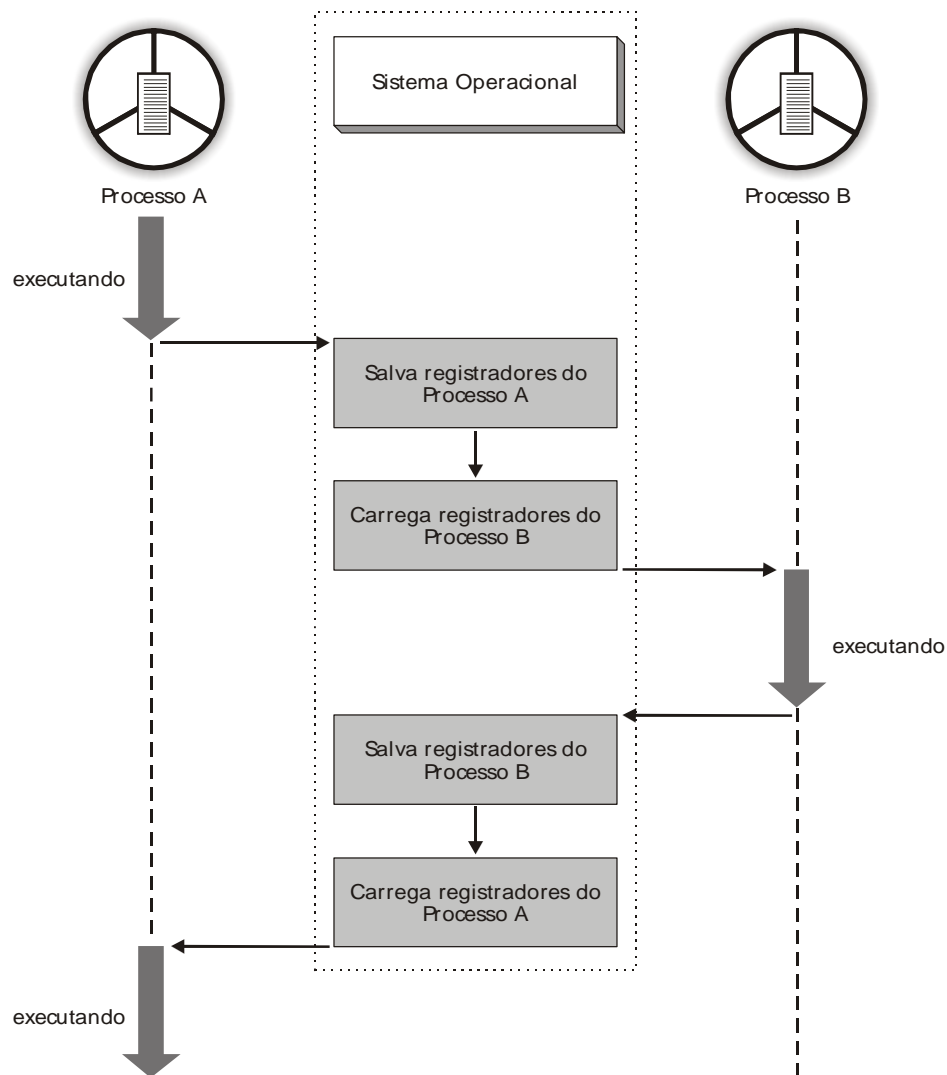 Sistema Operacional
Processo A
Processo B
executando
Salva registradores do
Processo A
Carrega registradores do
Processo B
executando
Salva registradores do
Processo B
Carrega registradores do
Processo A
executando